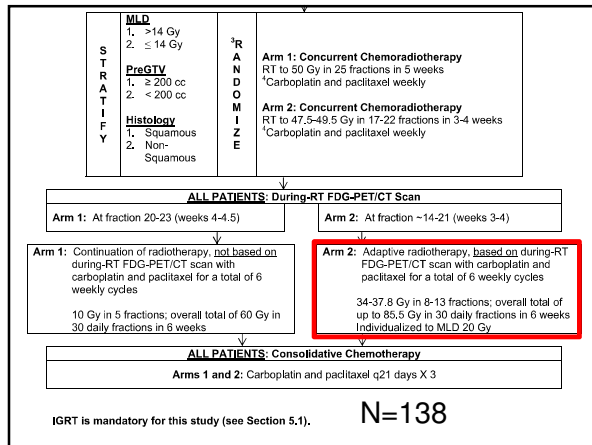 S
T
R
A
T
I
F
Y
MLD
1. >14 Gy
2. ≤ 14 Gy
PreGTV
1. ≥ 200 cc
2. < 200 cc
Histology
1. Squamous
2. Non-
Squamous
³R
A
N
D
O
M
I
Z
E
Arm 1: Concurrent Chemoradiotherapy
RT to 50 Gy in 25 fractions in 5 weeks
⁴Carboplatin and paclitaxel weekly
Arm 2: Concurrent Chemoradiotherapy
RT to 47.5-49.5 Gy in 17-22 fractions in 3-4 weeks
⁴Carboplatin and paclitaxel weekly
ALL PATIENTS: During-RT FDG-PET/CT Scan
Arm 1: At fraction 20-23 (weeks 4-4.5)
Arm 2: At fraction ~14-21 (weeks 3-4)
Arm 1: Continuation of radiotherapy, not based on
during-RT FDG-PET/CT scan with
carboplatin and paclitaxel for a total of 6
weekly cycles
10 Gy in 5 fractions; overall total of 60 Gy in
30 daily fractions in 6 weeks
Arm 2: Adaptive radiotherapy, based on during-RT
FDG-PET/CT scan with carboplatin and
paclitaxel for a total of 6 weekly cycles
34-37.8 Gy in 8-13 fractions; overall total of
up to 85.5 Gy in 30 daily fractions in 6 weeks
Individualized to MLD 20 Gy
ALL PATIENTS: Consolidative Chemotherapy
Arms 1 and 2: Carboplatin and paclitaxel q21 days X 3
IGRT is mandatory for this study (see Section 5.1).
N=138